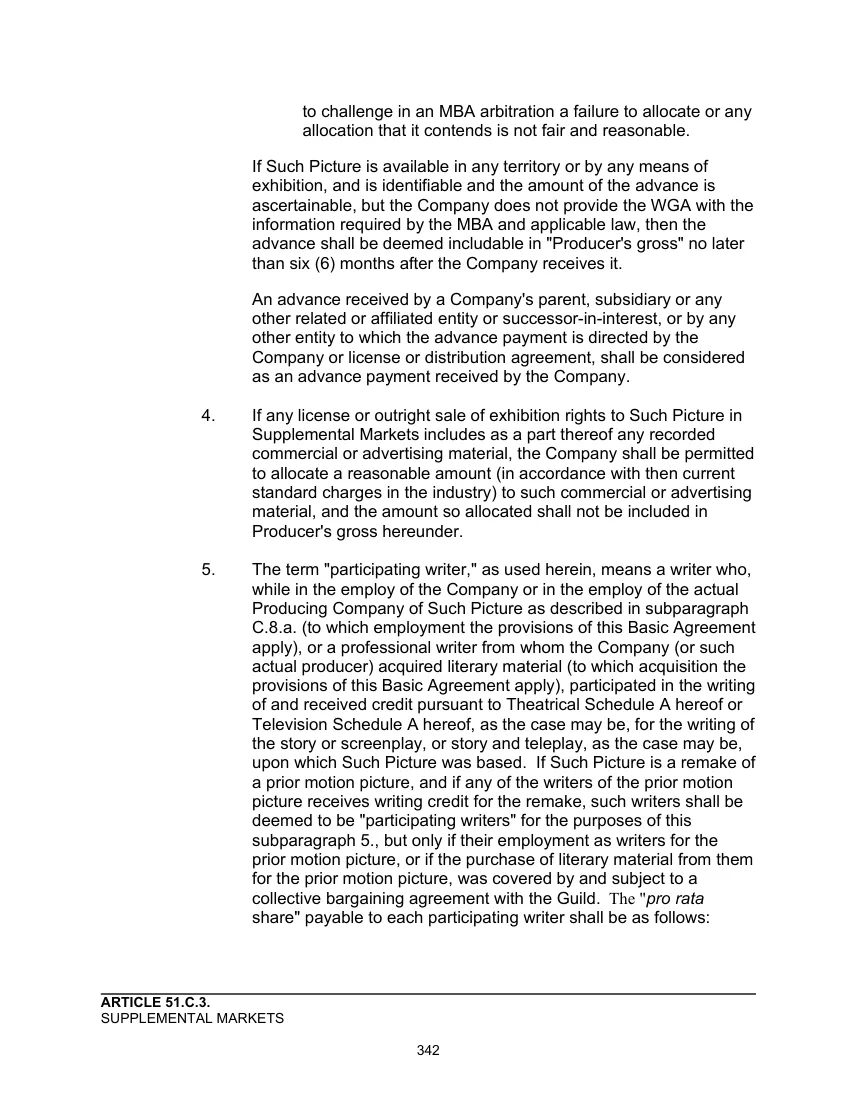 to challenge in an MBA arbitration a failure to allocate or any
allocation that it contends is not fair and reasonable.
If Such Picture is available in any territory or by any means of
exhibition, and is identifiable and the amount of the advance is
ascertainable, but the Company does not provide the WGA with the
information required by the MBA and applicable law, then the
advance shall be deemed includable in "Producer's gross" no later
than six (6) months after the Company receives it.
An advance received by a Company's parent, subsidiary or any
other related or affiliated entity or successor-in-interest, or by any
other entity to which the advance payment is directed by the
Company or license or distribution agreement, shall be considered
as an advance payment received by the Company.
4. If any license or outright sale of exhibition rights to Such Picture in
Supplemental Markets includes as a part thereof any recorded
commercial or advertising material, the Company shall be permitted
to allocate a reasonable amount (in accordance with then current
standard charges in the industry) to such commercial or advertising
material, and the amount so allocated shall not be included in
Producer's gross hereunder.
5. The term "participating writer," as used herein, means a writer who,
while in the employ of the Company or in the employ of the actual
Producing Company of Such Picture as described in subparagraph
C.8.a. (to which employment the provisions of this Basic Agreement
apply), or a professional writer from whom the Company (or such
actual producer) acquired literary material (to which acquisition the
provisions of this Basic Agreement apply), participated in the writing
of and received credit pursuant to Theatrical Schedule A hereof or
Television Schedule A hereof, as the case may be, for the writing of
the story or screenplay, or story and teleplay, as the case may be,
upon which Such Picture was based.  If Such Picture is a remake of
a prior motion picture, and if any of the writers of the prior motion
picture receives writing credit for the remake, such writers shall be
deemed to be "participating writers" for the purposes of this
subparagraph 5., but only if their employment as writers for the
prior motion picture, or if the purchase of literary material from them
for the prior motion picture, was covered by and subject to a
collective bargaining agreement with the Guild.  The "pro rata
share" payable to each participating writer shall be as follows:
ARTICLE 51.C.3.
SUPPLEMENTAL MARKETS
342